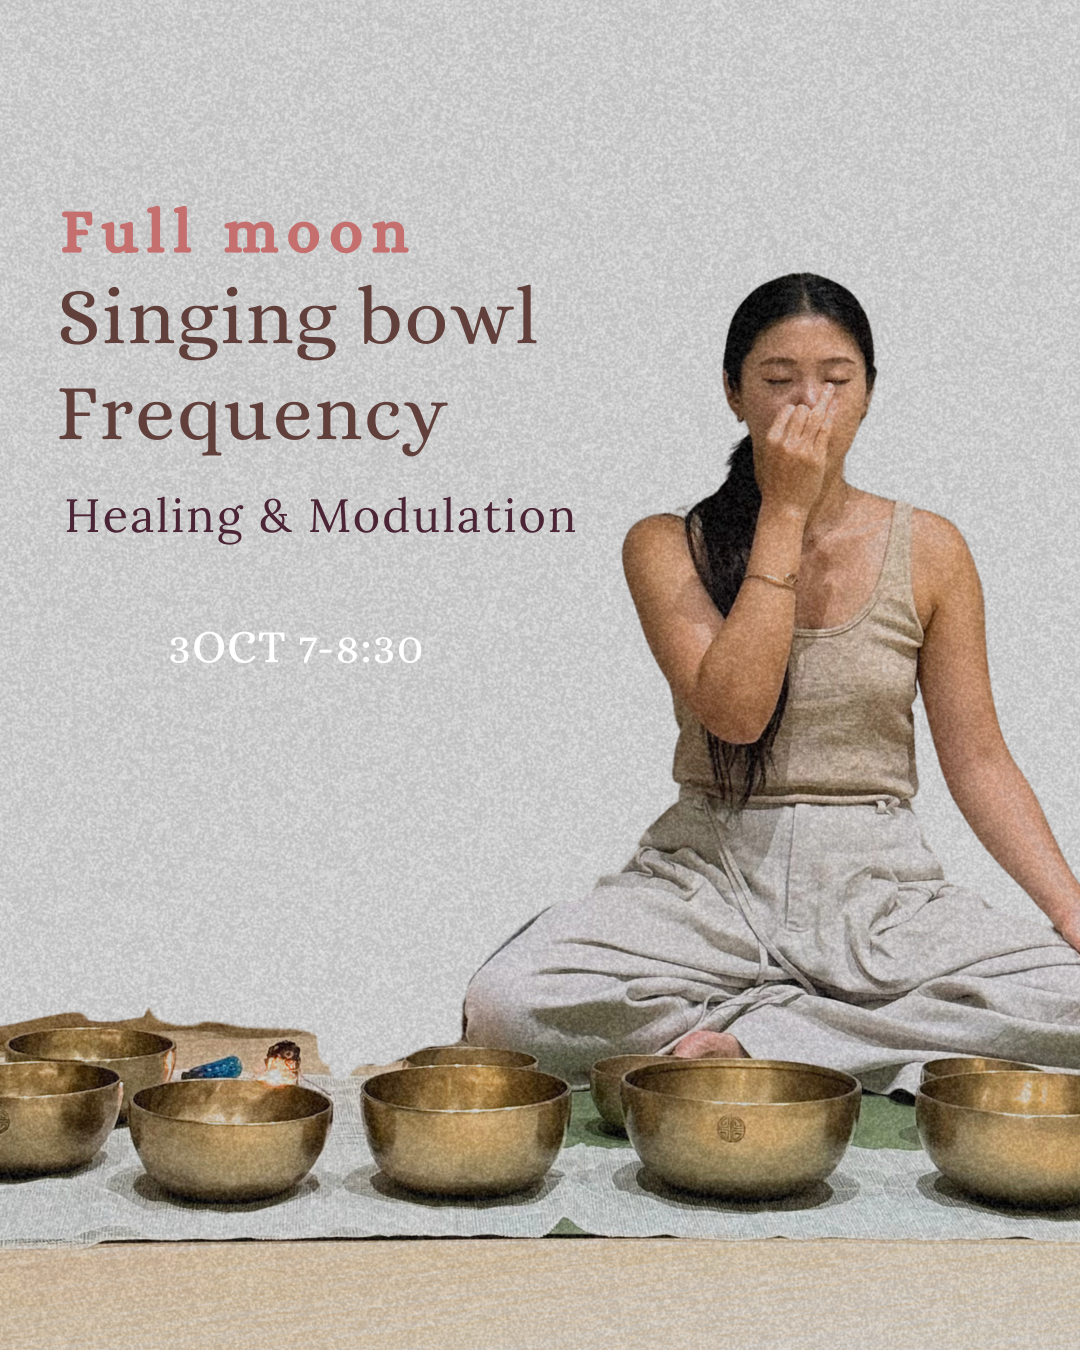 Full moon
Singing bowl
Frequency
Healing & Modulation
3OCT 7-8:30